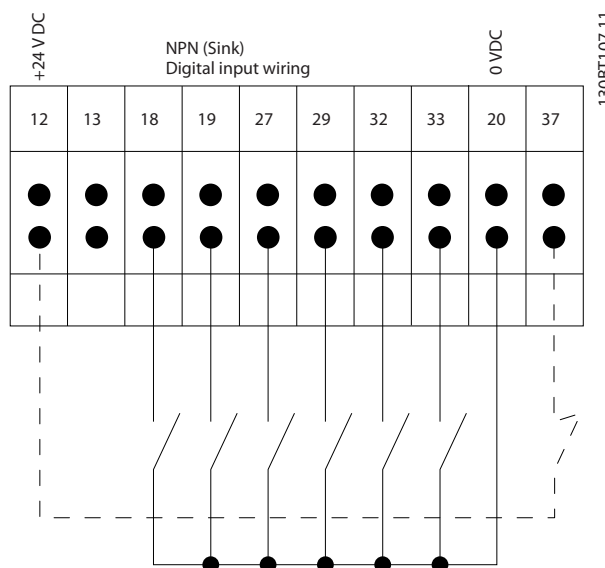 +24 V DC
NPN (Sink)
Digital input wiring
0 VDC
130BT107.11
12 13 18 19 27 29 32 33 20 37